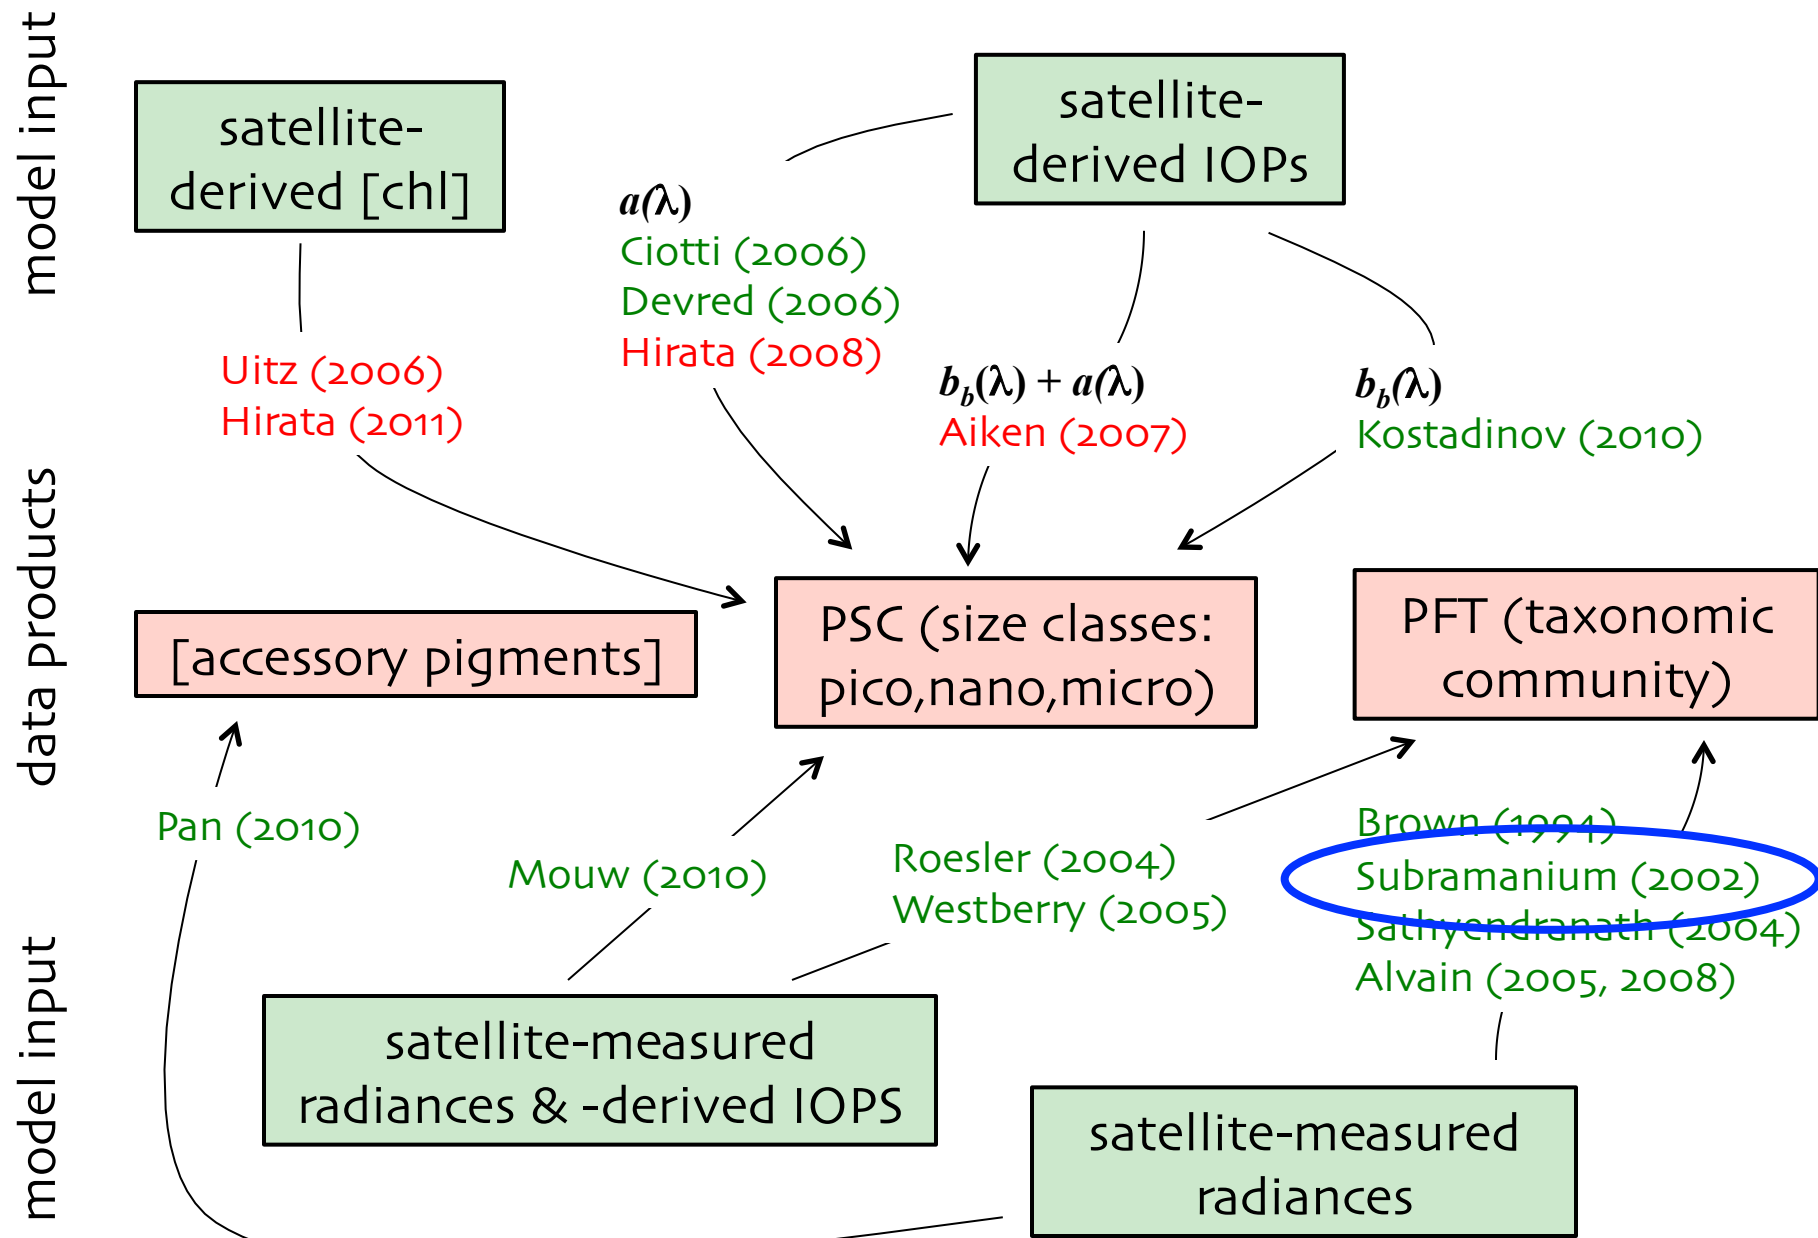 model input
satellite-
derived [chl]
satellite-
derived IOPs
a(λ)
Ciotti (2006)
Devred (2006)
Hirata (2008)
Uitz (2006)
Hirata (2011)
b_b(λ) + a(λ)
Aiken (2007)
b_b(λ)
Kostadinov (2010)
data products
[accessory pigments]
PSC (size classes:
pico,nano,micro)
PFT (taxonomic
community)
Pan (2010)
Mouw (2010)
Roesler (2004)
Westberry (2005)
Brown (1994)
Subramanium (2002)
Sathyendranath (2004)
Alvain (2005, 2008)
model input
satellite-measured
radiances & -derived IOPS
satellite-measured
radiances